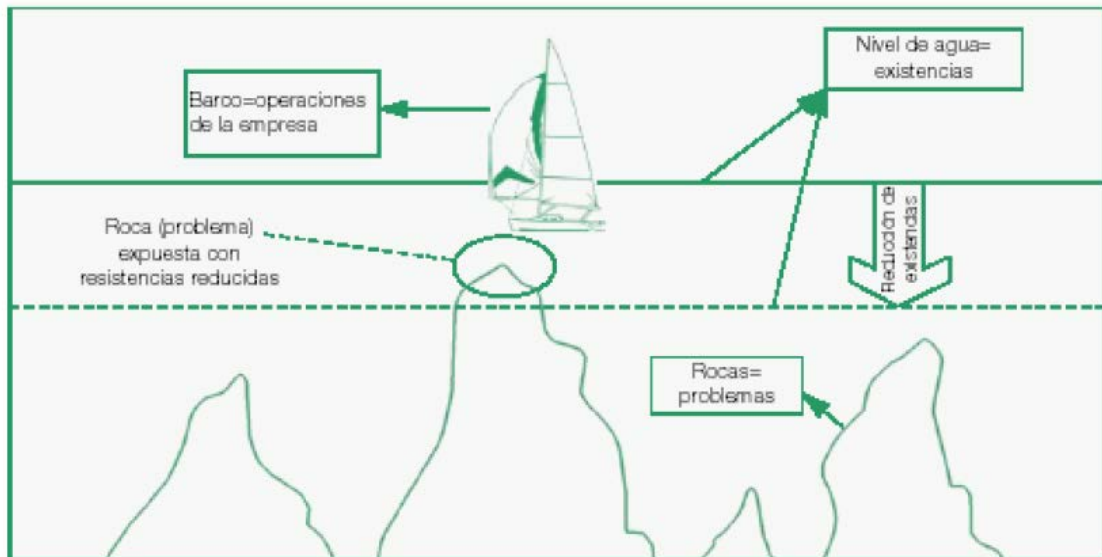 Nivel de agua=
existencias
Barco=operaciones
de la empresa
Roca (problema)
expuesta con
resistencias reducidas
Reducción de
existencias
Rocas=
problemas